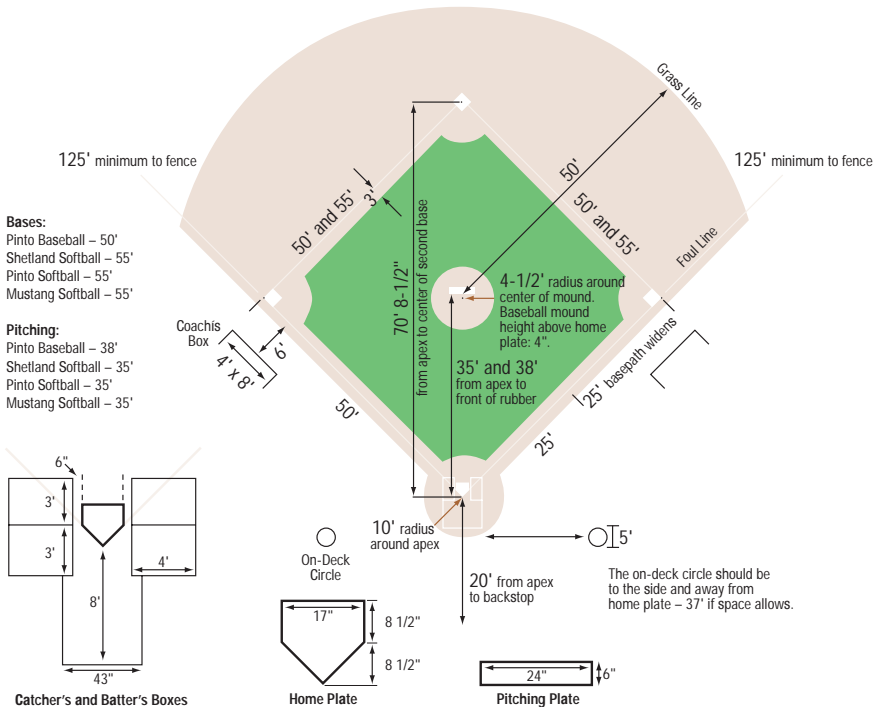 Grass Line
125' minimum to fence
125' minimum to fence
50'
50' and 55'
3'
50' and 55'
Foul Line
70' 8-1/2"
from apex to center of second base
Bases:
Pinto Baseball – 50'
Shetland Softball – 55'
Pinto Softball – 55'
Mustang Softball – 55'
Pitching:
Pinto Baseball – 38'
Shetland Softball – 35'
Pinto Softball – 35'
Mustang Softball – 35'
4-1/2' radius around
center of mound.
Baseball mound
height above home
plate: 4".
Coachís
Box
4' x 8'
6'
35' and 38'
from apex to
front of rubber
25' basepath widens
50'
25'
10' radius
around apex
20' from apex
to backstop
On-Deck
Circle
5'
The on-deck circle should be
to the side and away from
home plate – 37' if space allows.
6"
3'
3'
4'
8'
43"
Catcher's and Batter's Boxes
17"
8 1/2"
8 1/2"
Home Plate
24"
6"
Pitching Plate